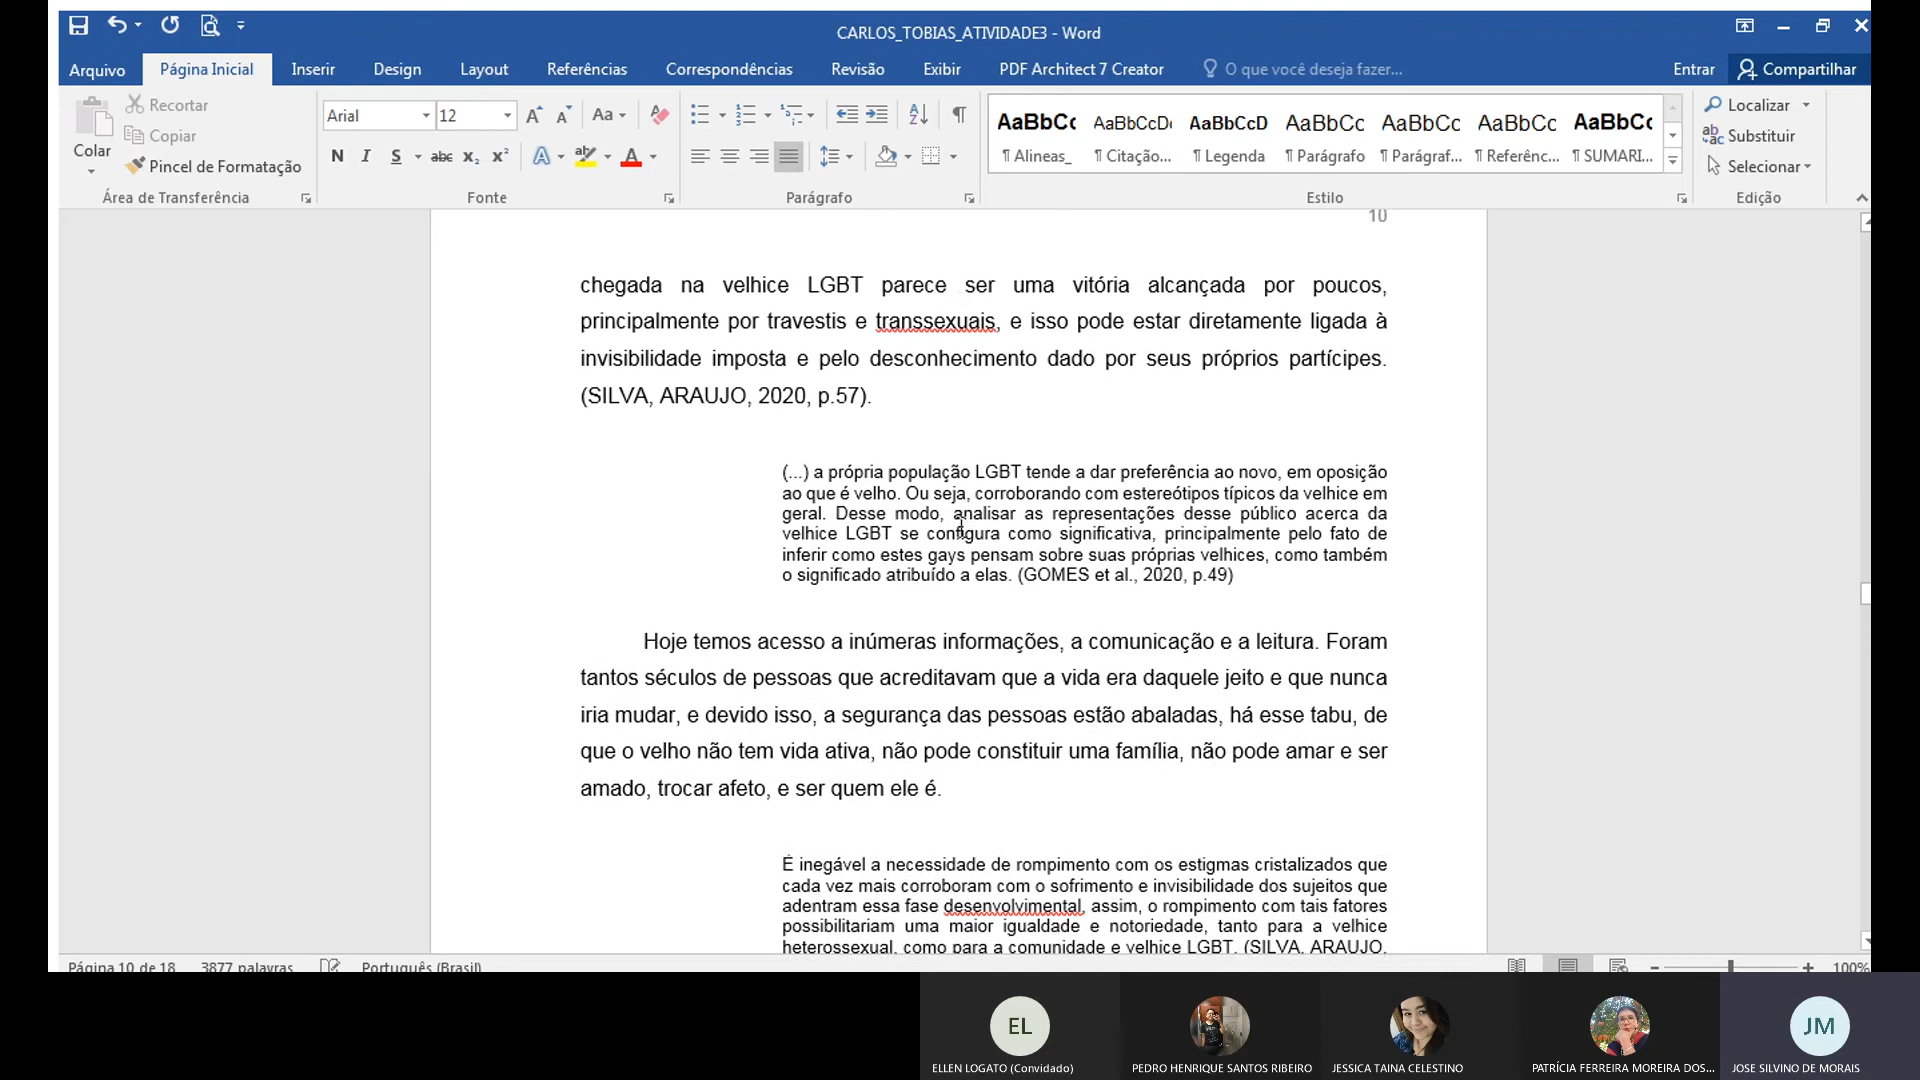 CARLOS_TOBIAS_ATIVIDADE3 - Word
Arquivo Página Inicial Inserir Design Layout Referências Correspondências Revisão Exibir PDF Architect 7 Creator O que você deseja fazer... Entrar Compartilhar
Colar
Recortar
Copiar
Pincel de Formatação
Área de Transferência
Arial 12 Aa
N I S abc x₂ x² A A
Fonte
Parágrafo
AaBbCc AaBbCcDc AaBbCcD AaBbCc AaBbCc AaBbCc AaBbCc
¶ Alineas_ ¶ Citação... ¶ Legenda ¶ Parágrafo ¶ Parágraf... ¶ Referênc... ¶ SUMARI...
Estilo
Localizar
Substituir
Selecionar
Edição
10
chegada na velhice LGBT parece ser uma vitória alcançada por poucos,
principalmente por travestis e transsexuais, e isso pode estar diretamente ligada à
invisibilidade imposta e pelo desconhecimento dado por seus próprios partícipes.
(SILVA, ARAUJO, 2020, p.57).
(...) a própria população LGBT tende a dar preferência ao novo, em oposição
ao que é velho. Ou seja, corroborando com estereótipos típicos da velhice em
geral. Desse modo, analisar as representações desse público acerca da
velhice LGBT se configura como significativa, principalmente pelo fato de
inferir como estes gays pensam sobre suas próprias velhices, como também
o significado atribuído a elas. (GOMES et al., 2020, p.49)
Hoje temos acesso a inúmeras informações, a comunicação e a leitura. Foram
tantos séculos de pessoas que acreditavam que a vida era daquele jeito e que nunca
iria mudar, e devido isso, a segurança das pessoas estão abaladas, há esse tabu, de
que o velho não tem vida ativa, não pode constituir uma família, não pode amar e ser
amado, trocar afeto, e ser quem ele é.
É inegável a necessidade de rompimento com os estigmas cristalizados que
cada vez mais corroboram com o sofrimento e invisibilidade dos sujeitos que
adentram essa fase desenvolvimental, assim, o rompimento com tais fatores
possibilitariam uma maior igualdade e notoriedade, tanto para a velhice
heterossexual, como para a comunidade e velhice LGBT. (SILVA, ARAUJO,
Página 10 de 18 3877 palavras Português (Brasil) 100%
EL JM
ELLEN LOGATO (Convidado) PEDRO HENRIQUE SANTOS RIBEIRO JESSICA TAINA CELESTINO PATRÍCIA FERREIRA MOREIRA DOS... JOSE SILVINO DE MORAIS